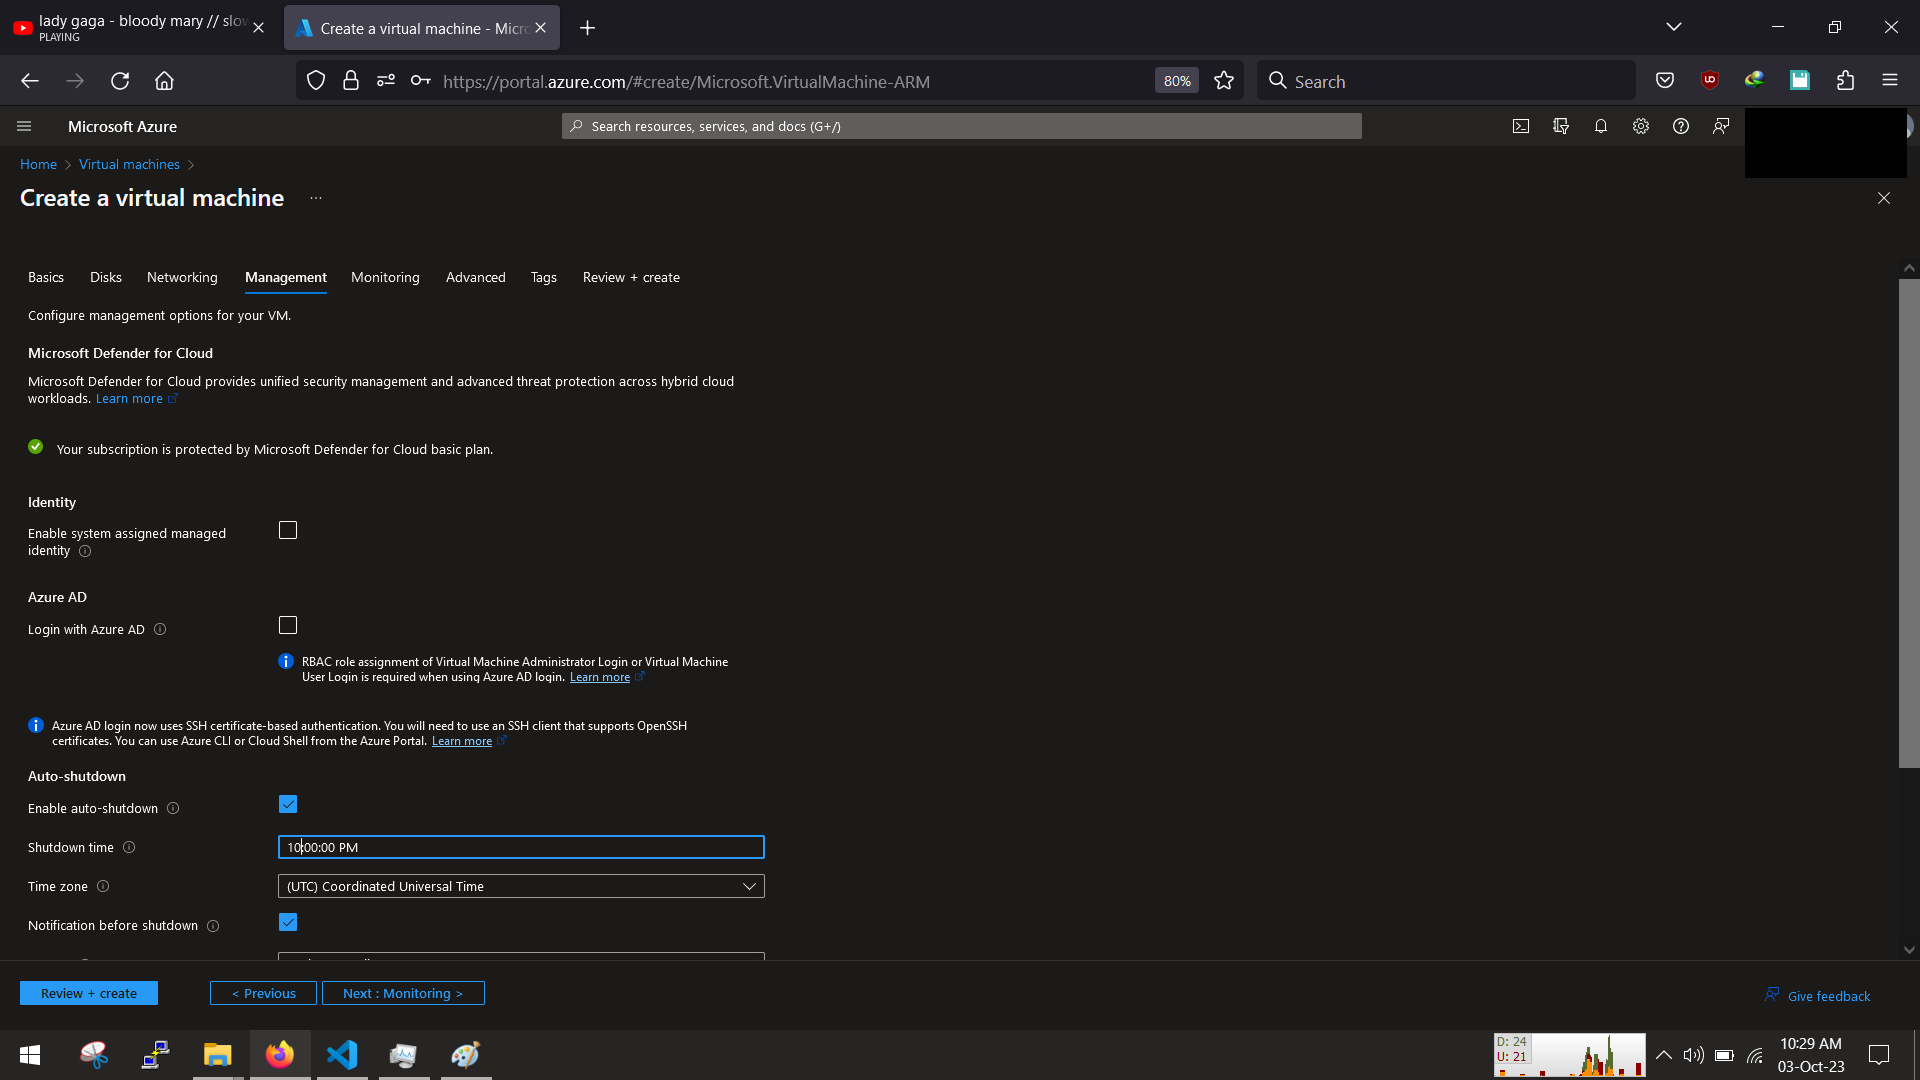 lady gaga - bloody mary // slow
PLAYING
Create a virtual machine - Micro
https://portal.azure.com/#create/Microsoft.VirtualMachine-ARM
80%
Search
Microsoft Azure
Search resources, services, and docs (G+/)
Home
Virtual machines
Create a virtual machine
...
Basics
Disks
Networking
Management
Monitoring
Advanced
Tags
Review + create
Configure management options for your VM.
Microsoft Defender for Cloud
Microsoft Defender for Cloud provides unified security management and advanced threat protection across hybrid cloud
workloads. Learn more
Your subscription is protected by Microsoft Defender for Cloud basic plan.
Identity
Enable system assigned managed
identity
Azure AD
Login with Azure AD
RBAC role assignment of Virtual Machine Administrator Login or Virtual Machine
User Login is required when using Azure AD login. Learn more
Azure AD login now uses SSH certificate-based authentication. You will need to use an SSH client that supports OpenSSH
certificates. You can use Azure CLI or Cloud Shell from the Azure Portal. Learn more
Auto-shutdown
Enable auto-shutdown
Shutdown time
10:00:00 PM
Time zone
(UTC) Coordinated Universal Time
Notification before shutdown
Review + create
< Previous
Next : Monitoring >
Give feedback
D: 24
U: 21
10:29 AM
03-Oct-23